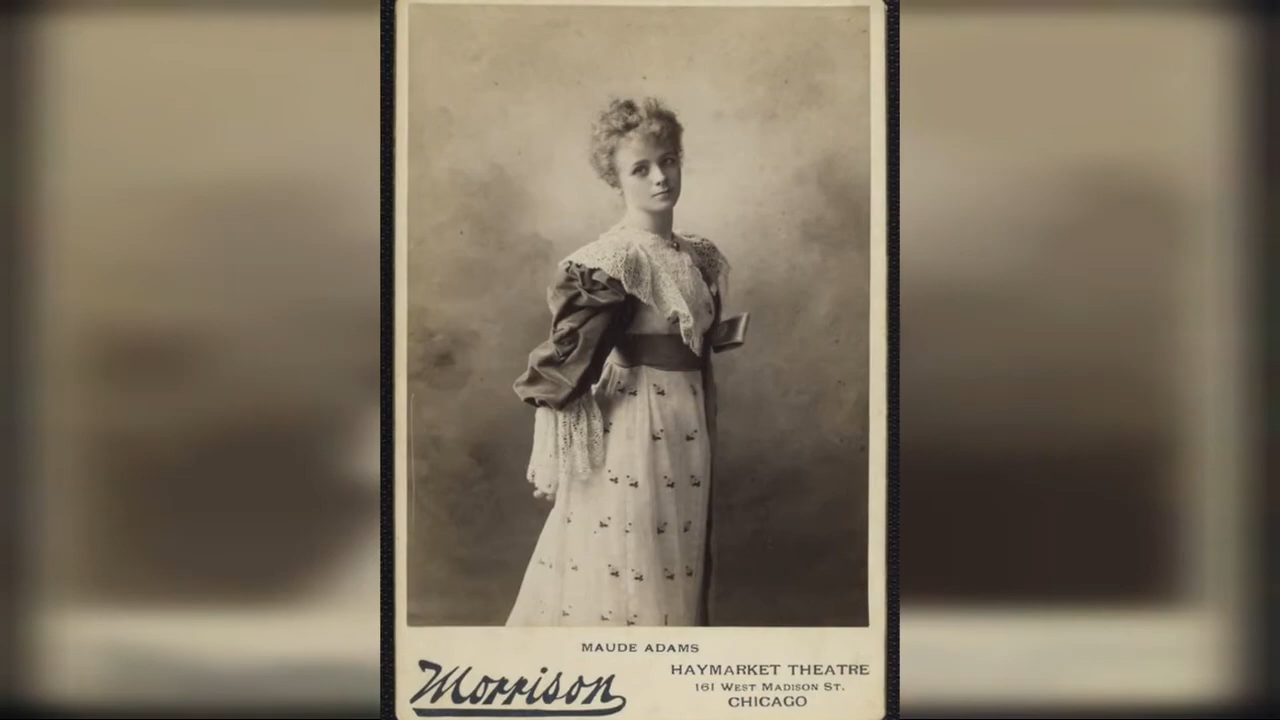 MAUDE ADAMS
Morrison
HAYMARKET THEATRE
161 WEST MADISON ST.
CHICAGO